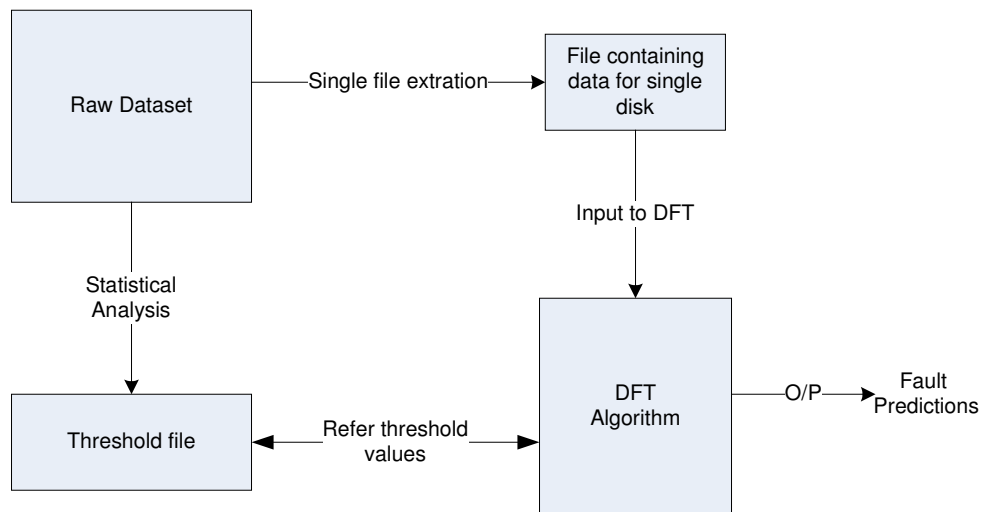 Raw Dataset
Single file extration
File containing
data for single
disk
Input to DFT
Statistical
Analysis
DFT
Algorithm
O/P
Fault
Predictions
Threshold file
Refer threshold
values